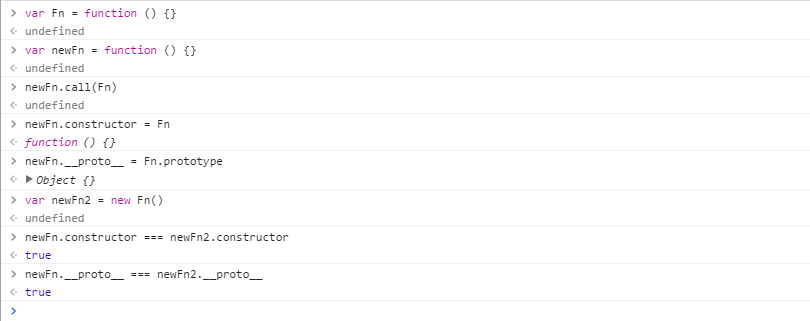 > var Fn = function () {}
< undefined
> var newFn = function () {}
< undefined
> newFn.call(Fn)
< undefined
> newFn.constructor = Fn
< function () {}
> newFn.__proto__ = Fn.prototype
< ▶ Object {}
> var newFn2 = new Fn()
< undefined
> newFn.constructor === newFn2.constructor
< true
> newFn.__proto__ === newFn2.__proto__
< true
>